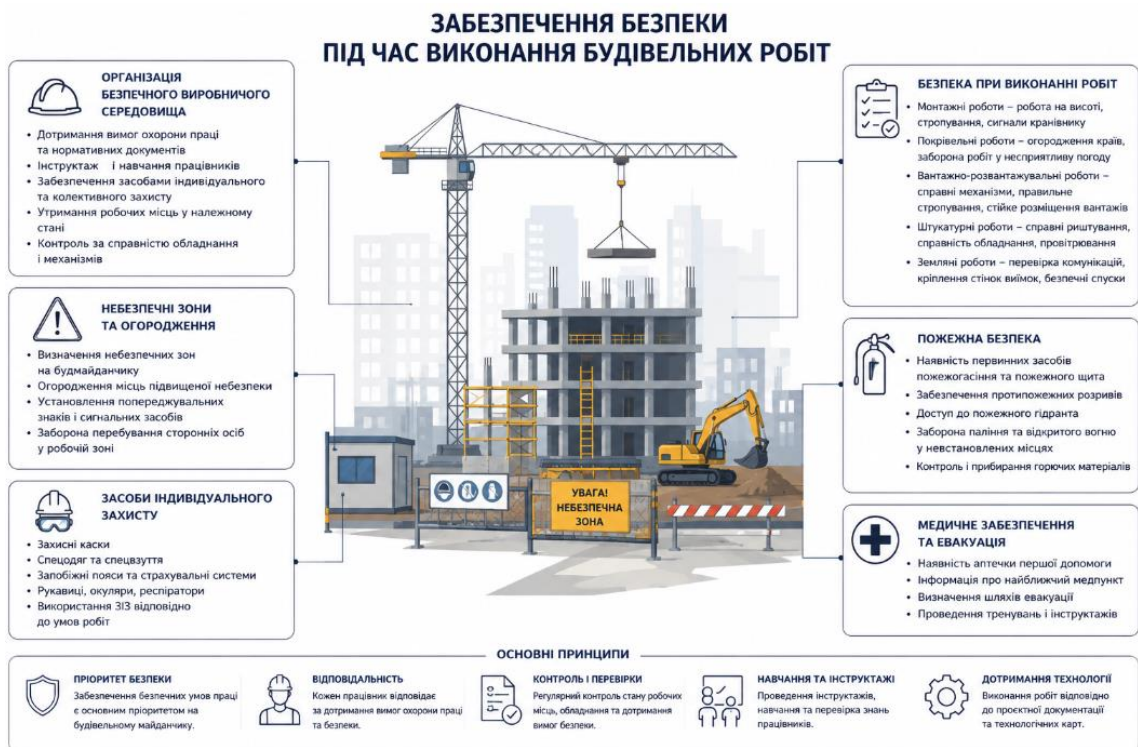 ЗАБЕЗПЕЧЕННЯ БЕЗПЕКИ
ПІД ЧАС ВИКОНАННЯ БУДІВЕЛЬНИХ РОБІТ
ОРГАНІЗАЦІЯ
БЕЗПЕЧНОГО ВИРОБНИЧОГО
СЕРЕДОВИЩА
• Дотримання вимог охорони праці
та нормативних документів
• Інструктаж і навчання працівників
• Забезпечення засобами індивідуального
та колективного захисту
• Утримання робочих місць у належному
стані
• Контроль за справністю обладнання
і механізмів
НЕБЕЗПЕЧНІ ЗОНИ
ТА ОГОРОДЖЕННЯ
• Визначення небезпечних зон
на будмайданчику
• Огородження місць підвищеної небезпеки
• Установлення попереджувальних
знаків і сигнальних засобів
• Заборона перебування сторонніх осіб
у робочій зоні
ЗАСОБИ ІНДИВІДУАЛЬНОГО
ЗАХИСТУ
• Захисні каски
• Спецодяг та спецвзуття
• Запобіжні пояси та страхувальні системи
• Рукавиці, окуляри, респіратори
• Використання ЗІЗ відповідно
до умов робіт
УВАГА!
НЕБЕЗПЕЧНА
ЗОНА
БЕЗПЕКА ПРИ ВИКОНАННІ РОБІТ
• Монтажні роботи – робота на висоті,
стропування, сигнали кранівнику
• Покрівельні роботи – огородження країв,
заборона робіт у несприятливу погоду
• Вантажно-розвантажувальні роботи –
справні механізми, правильне
стропування, стійке розміщення вантажів
• Штукатурні роботи – справні риштування,
справність обладнання, провітрювання
• Земляні роботи – перевірка комунікацій,
кріплення стінок виїмок, безпечні спуски
ПОЖЕЖНА БЕЗПЕКА
• Наявність первинних засобів
пожежогасіння та пожежного щита
• Забезпечення протипожежних розривів
• Доступ до пожежного гідранта
• Заборона паління та відкритого вогню
у невстановлених місцях
• Контроль і прибирання горючих матеріалів
МЕДИЧНЕ ЗАБЕЗПЕЧЕННЯ
ТА ЕВАКУАЦІЯ
• Наявність аптечки першої допомоги
• Інформація про найближчий медпункт
• Визначення шляхів евакуації
• Проведення тренувань і інструктажів
ОСНОВНІ ПРИНЦИПИ
ПРІОРИТЕТ БЕЗПЕКИ
Забезпечення безпечних умов праці
є основним пріоритетом на
будівельному майданчику.
ВІДПОВІДАЛЬНІСТЬ
Кожен працівник відповідає
за дотримання вимог охорони праці
та безпеки.
КОНТРОЛЬ І ПЕРЕВІРКИ
Регулярний контроль стану робочих
місць, обладнання та дотримання
вимог безпеки.
НАВЧАННЯ ТА ІНСТРУКТАЖІ
Проведення інструктажів,
навчання та перевірка знань
працівників.
ДОТРИМАННЯ ТЕХНОЛОГІЇ
Виконання робіт відповідно
до проєктної документації
та технологічних карт.